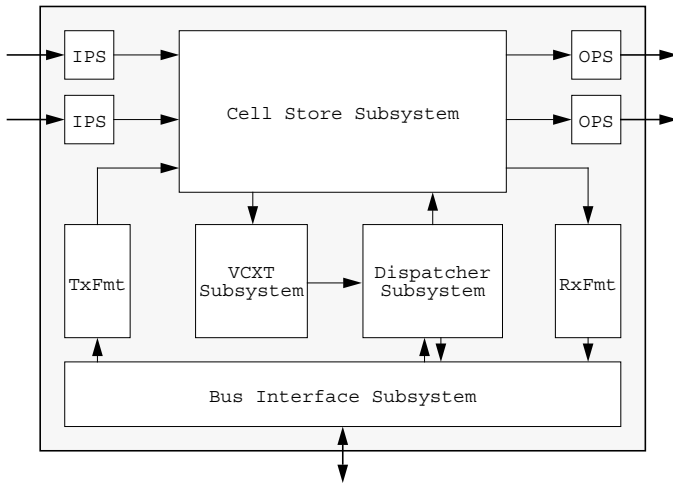 IPS
OPS
Cell Store Subsystem
IPS
OPS
TxFmt
VCXT
Subsystem
Dispatcher
Subsystem
RxFmt
Bus Interface Subsystem